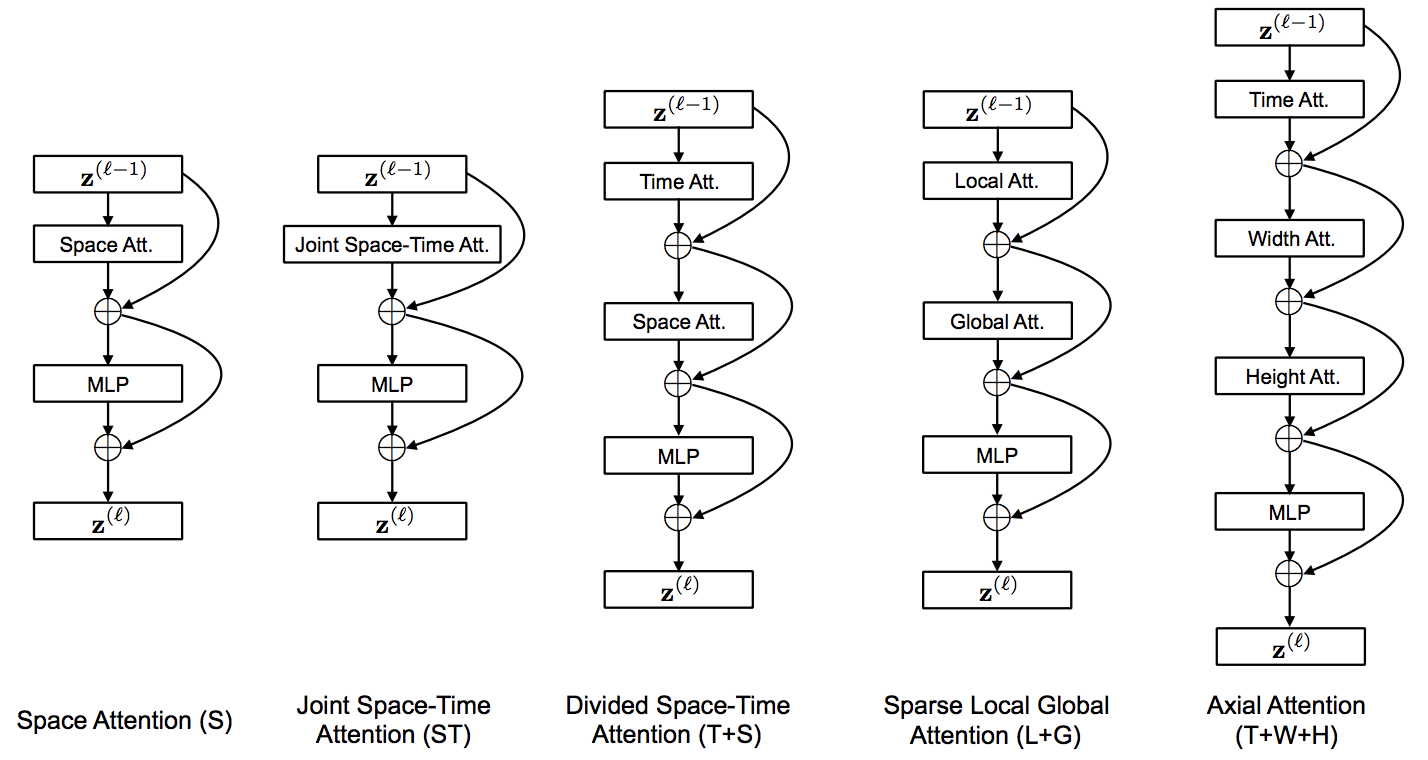 z^(ℓ−1)
Space Att.
MLP
z^(ℓ)
Space Attention (S)
z^(ℓ−1)
Joint Space-Time Att.
MLP
z^(ℓ)
Joint Space-Time
Attention (ST)
z^(ℓ−1)
Time Att.
Space Att.
MLP
z^(ℓ)
Divided Space-Time
Attention (T+S)
z^(ℓ−1)
Local Att.
Global Att.
MLP
z^(ℓ)
Sparse Local Global
Attention (L+G)
z^(ℓ−1)
Time Att.
Width Att.
Height Att.
MLP
z^(ℓ)
Axial Attention
(T+W+H)